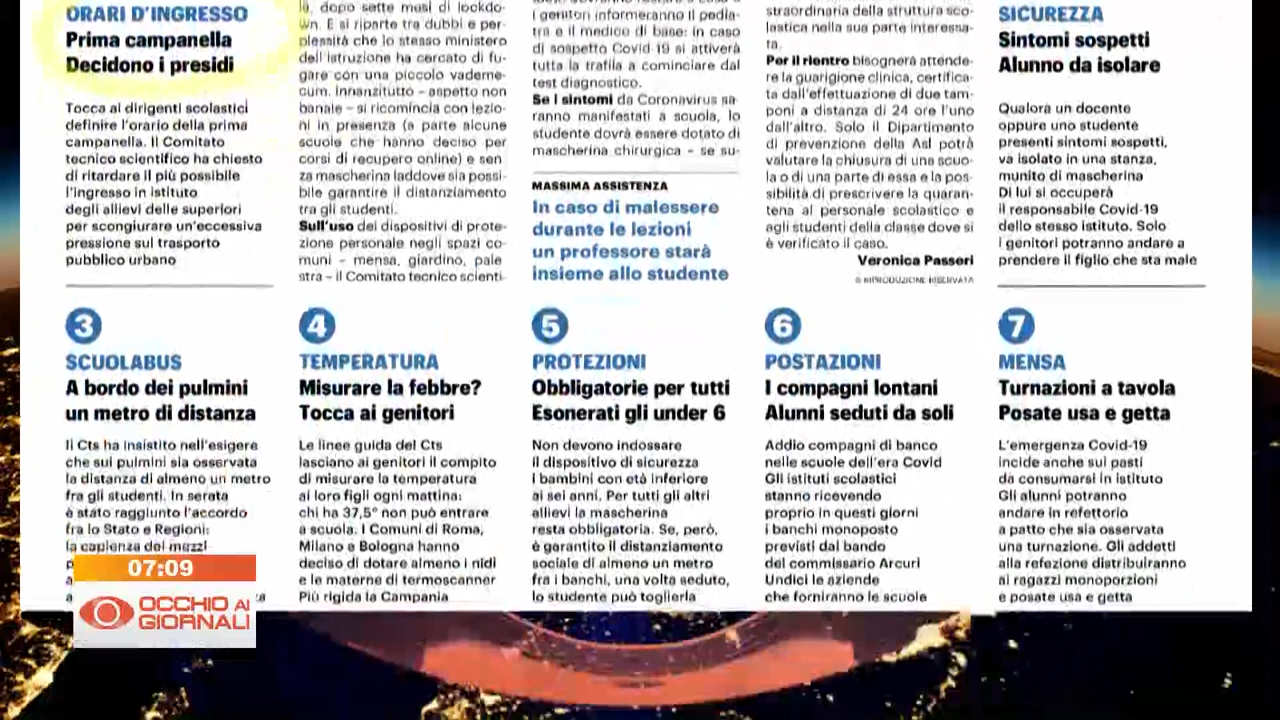 ORARI D'INGRESSO
Prima campanella
Decidono i presidi
Tocca ai dirigenti scolastici
definire l'orario della prima
campanella. Il Comitato
tecnico scientifico ha chiesto
di ritardare il più possibile
l'ingresso in istituto
degli allievi delle superiori
per scongiurare un'eccessiva
pressione sul trasporto
pubblico urbano
là, dopo sette mesi di lockdo-
wn. E si riparte tra dubbi e per-
plessità che lo stesso ministero
dell'Istruzione ha cercato di fu-
gare con una piccolo vademe-
cum. Innanzitutto – aspetto non
banale – si ricomincia con lezio-
ni in presenza (a parte alcune
scuole che hanno deciso per
corsi di recupero online) e sen
za mascherina laddove sia possi-
bile garantire il distanziamento
tra gli studenti.
Sull'uso dei dispositivi di prote-
zione personale negli spazi co-
muni – mensa, giardino, pale
stra – il Comitato tecnico scienti-
i genitori informeranno il pedia-
tra e il medico di base: in caso
di sospetto Covid-19 si attiverà
tutta la trafila a cominciare dal
test diagnostico.
Se i sintomi da Coronavirus sa-
ranno manifestati a scuola, lo
studente dovrà essere dotato di
mascherina chirurgica – se su-
MASSIMA ASSISTENZA
In caso di malessere
durante le lezioni
un professore starà
insieme allo studente
straordinaria della struttura sco-
lastica nella sua parte interessa-
ta.
Per il rientro bisognerà attende-
re la guarigione clinica, certifica-
ta dall'effettuazione di due tam-
poni a distanza di 24 ore l'uno
dall'altro. Solo il Dipartimento
di prevenzione della Asl potrà
valutare la chiusura di una scuo-
la o di una parte di essa e la pos-
sibilità di prescrivere la quaran-
tena al personale scolastico e
agli studenti della classe dove si
è verificato il caso.
Veronica Passeri
© RIPRODUZIONE RISERVATA
SICUREZZA
Sintomi sospetti
Alunno da isolare
Qualora un docente
oppure uno studente
presenti sintomi sospetti,
va isolato in una stanza,
munito di mascherina
Di lui si occuperà
il responsabile Covid-19
dello stesso istituto. Solo
i genitori potranno andare a
prendere il figlio che sta male
3
SCUOLABUS
A bordo dei pulmini
un metro di distanza
Il Cts ha insistito nell'esigere
che sui pulmini sia osservata
la distanza di almeno un metro
fra gli studenti. In serata
è stato raggiunto l'accordo
fra lo Stato e Regioni:
la capienza dei mezzi
4
TEMPERATURA
Misurare la febbre?
Tocca ai genitori
Le linee guida del Cts
lasciano ai genitori il compito
di misurare la temperatura
ai loro figli ogni mattina:
chi ha 37,5° non può entrare
a scuola. I Comuni di Roma,
Milano e Bologna hanno
deciso di dotare almeno i nidi
e le materne di termoscanner
Più rigida la Campania
5
PROTEZIONI
Obbligatorie per tutti
Esonerati gli under 6
Non devono indossare
il dispositivo di sicurezza
i bambini con età inferiore
ai sei anni. Per tutti gli altri
allievi la mascherina
resta obbligatoria. Se, però,
è garantito il distanziamento
sociale di almeno un metro
fra i banchi, una volta seduto,
lo studente può toglierla
6
POSTAZIONI
I compagni lontani
Alunni seduti da soli
Addio compagni di banco
nelle scuole dell'era Covid
Gli istituti scolastici
stanno ricevendo
proprio in questi giorni
i banchi monoposto
previsti dal bando
del commissario Arcuri
Undici le aziende
che forniranno le scuole
7
MENSA
Turnazioni a tavola
Posate usa e getta
L'emergenza Covid-19
incide anche sui pasti
da consumarsi in istituto
Gli alunni potranno
andare in refettorio
a patto che sia osservata
una turnazione. Gli addetti
alla refezione distribuiranno
ai ragazzi monoporzioni
e posate usa e getta
07:09
OCCHIO AI
GIORNALI